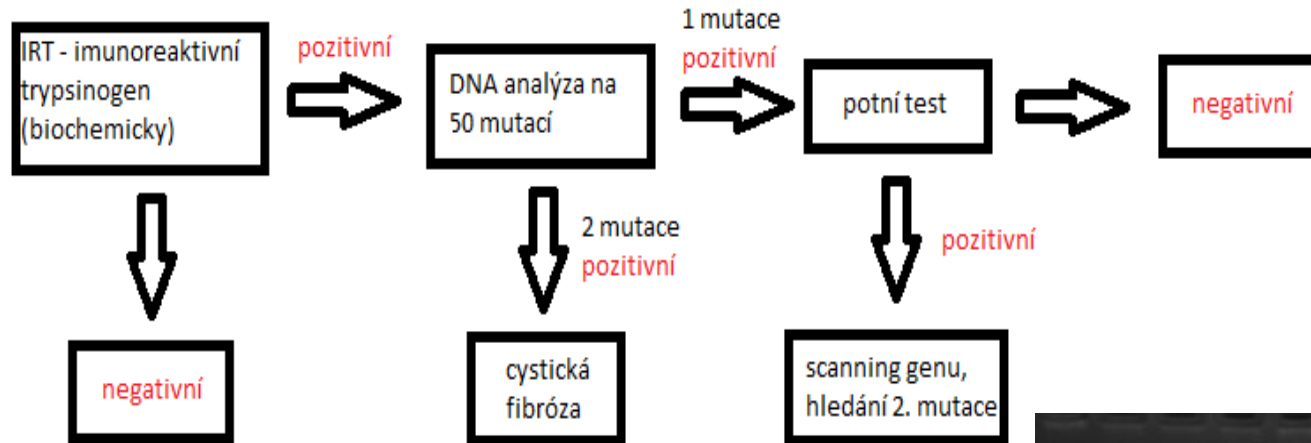 IRT - imunoreaktivní
trypsinogen
(biochemicky)
pozitivní
DNA analýza na
50 mutací
1 mutace
pozitivní
potní test
negativní
negativní
2 mutace
pozitivní
cystická
fibróza
pozitivní
scanning genu,
hledání 2. mutace